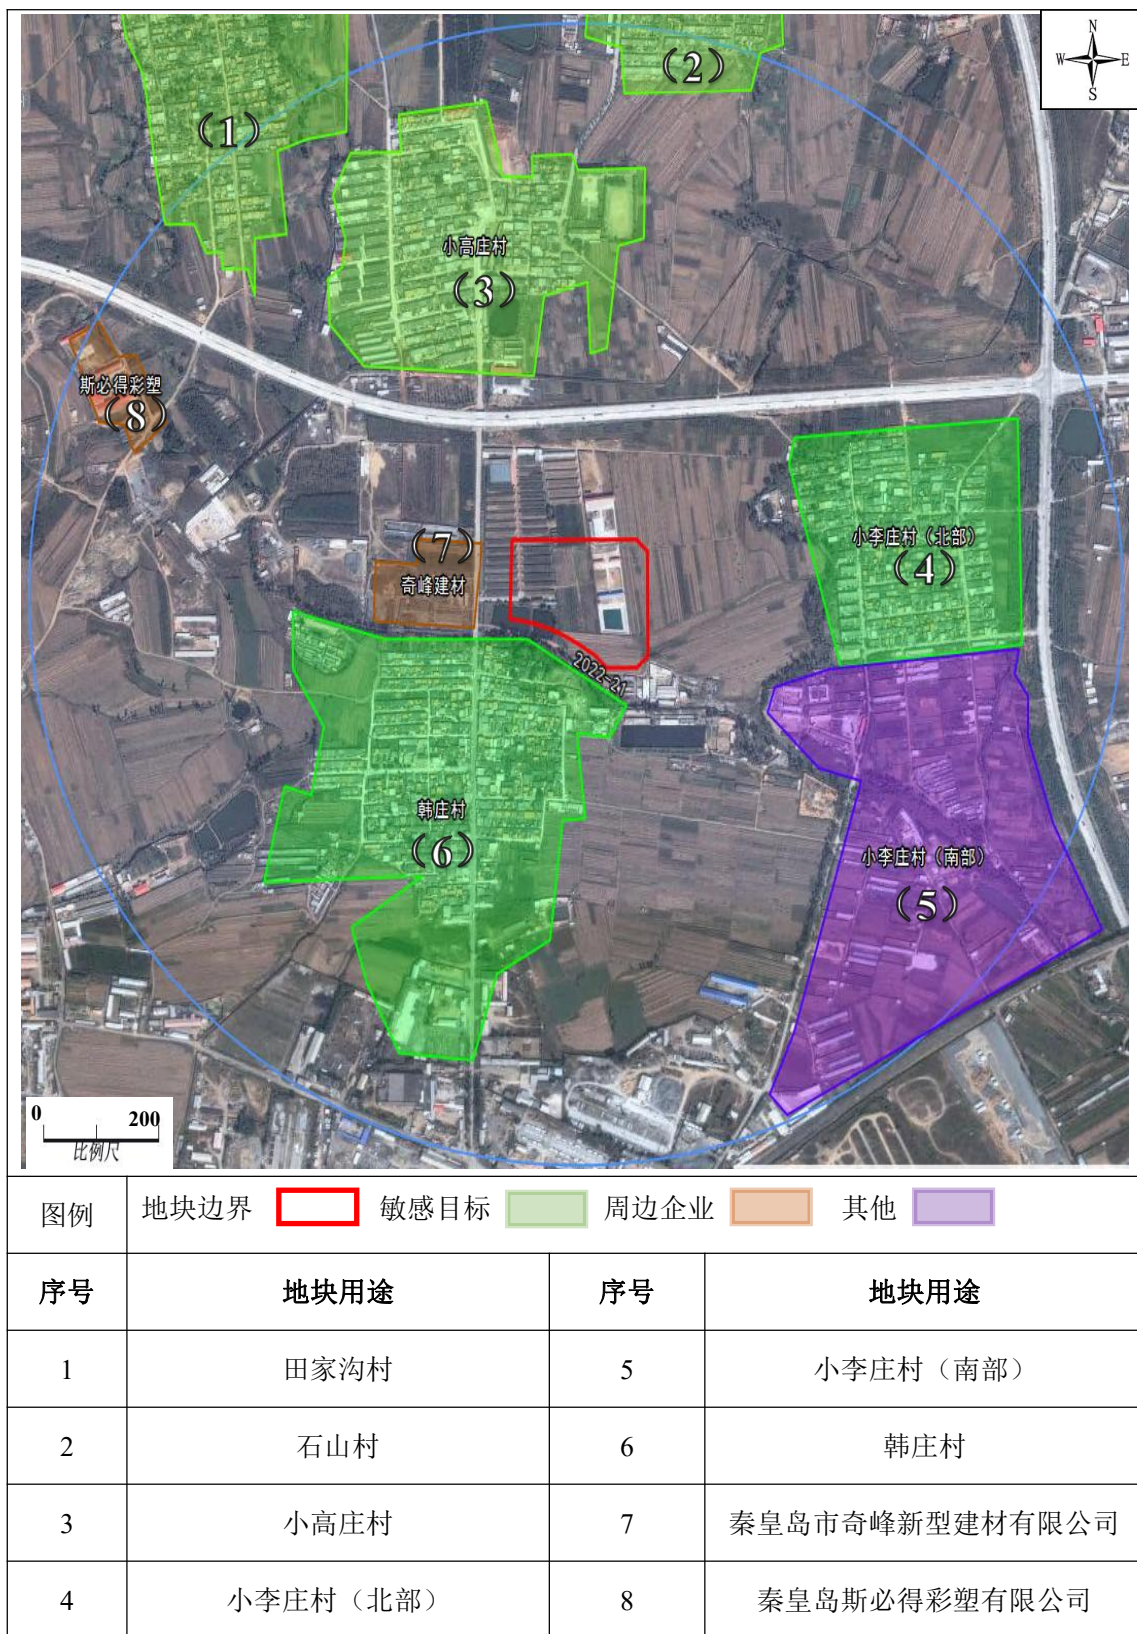 N
W E
S
（1）
（2）
小高庄村
（3）
斯必得彩塑
（8）
（7）
奇峰建材
小李庄村（北部）
（4）
2022-21
韩庄村
（6）
小李庄村（南部）
（5）
0 200
比例尺
图例 地块边界 敏感目标 周边企业 其他
序号 地块用途 序号 地块用途
1 田家沟村 5 小李庄村（南部）
2 石山村 6 韩庄村
3 小高庄村 7 秦皇岛市奇峰新型建材有限公司
4 小李庄村（北部） 8 秦皇岛斯必得彩塑有限公司